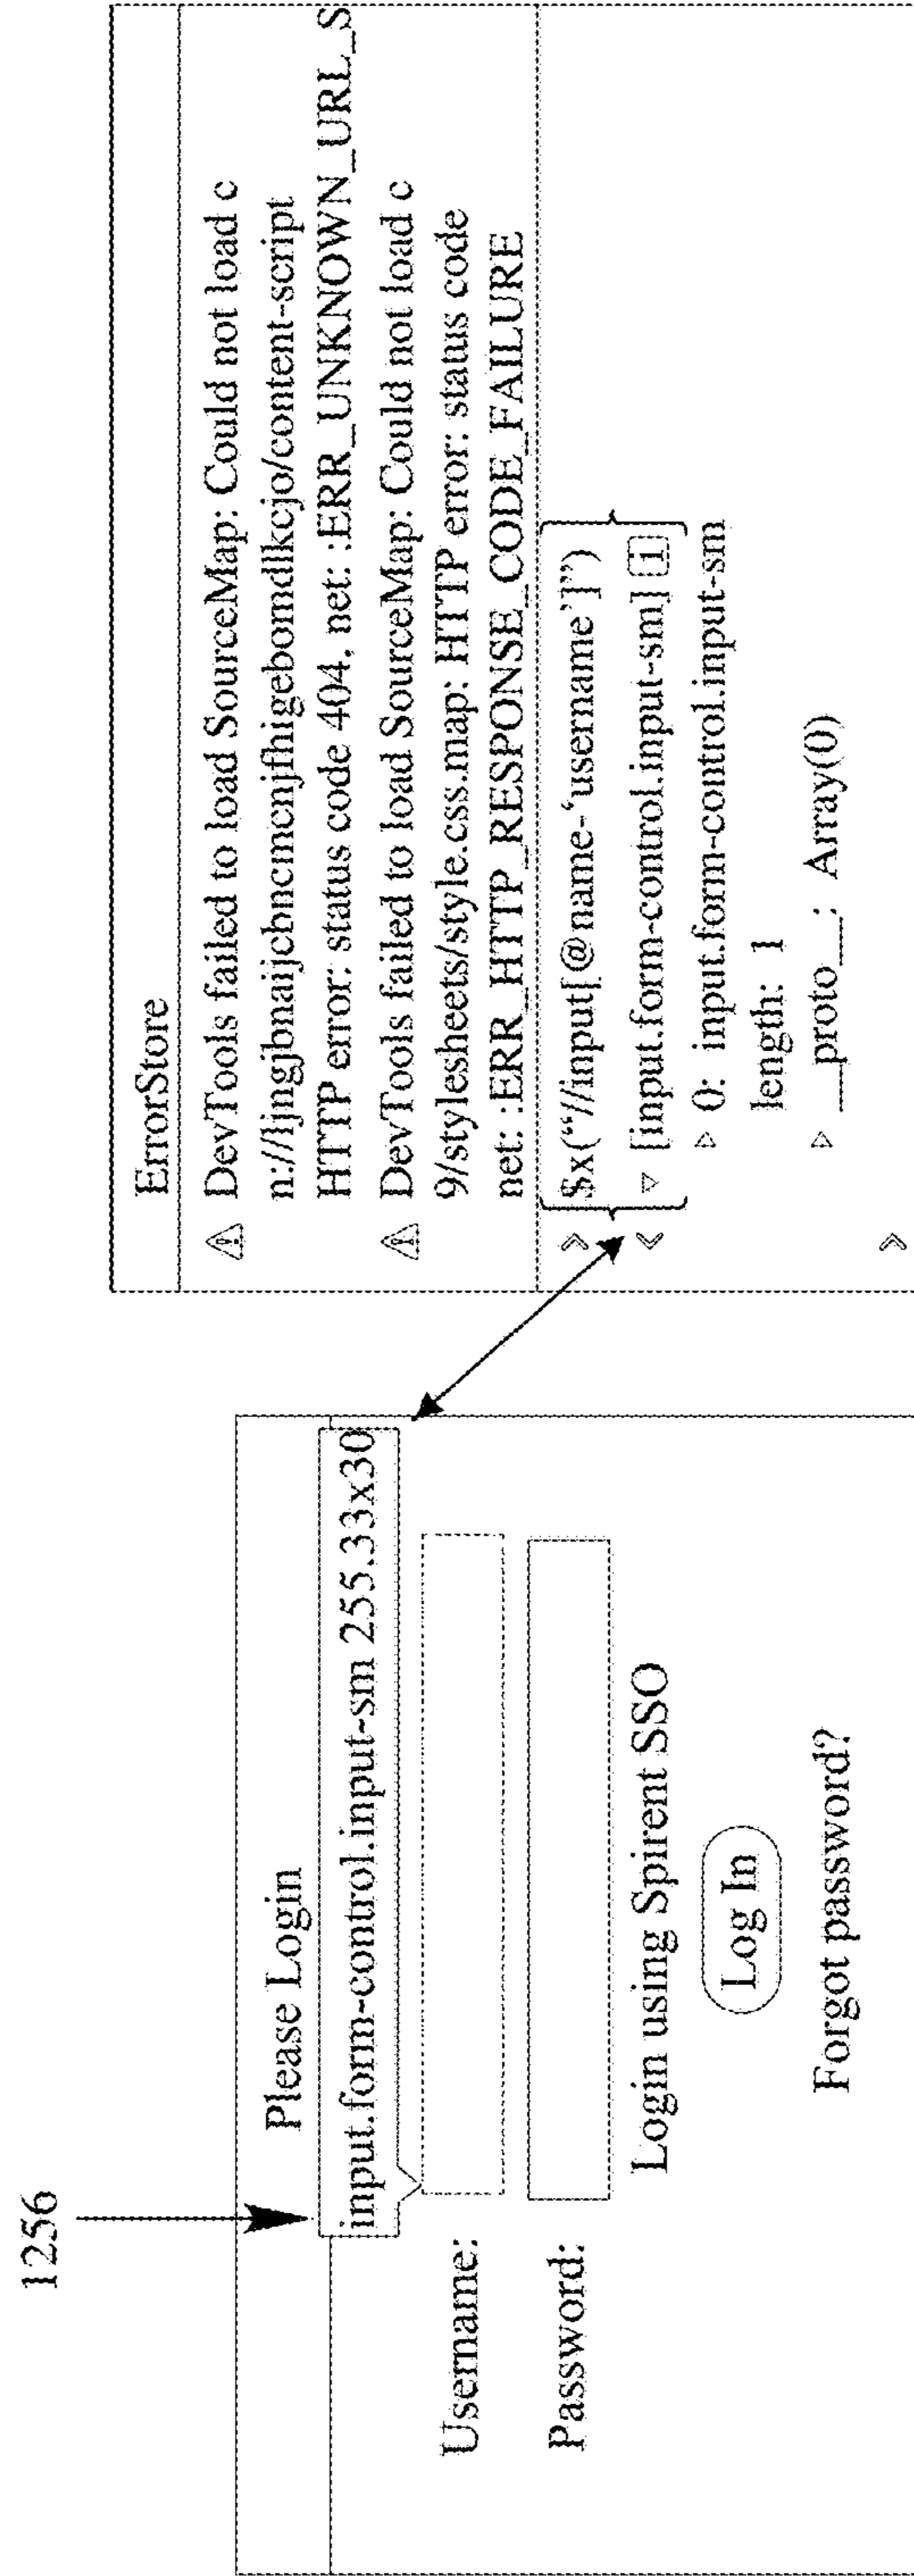 1256
Please Login
input.form-control.input-sm 255.33x30
Username:
Password:
Login using Spirent SSO
Log In
Forgot password?
ErrorStore
DevTools failed to load SourceMap: Could not load c
n://ljngjbnaijcbncmcnjfhigebomdlkcjo/content-script
HTTP error: status code 404, net: :ERR_UNKNOWN_URL_S
DevTools failed to load SourceMap: Could not load c
9/stylesheets/style.css.map: HTTP error: status code
net: :ERR_HTTP_RESPONSE_CODE_FAILURE
$x(“//input[@name-‘username’]”)
[input.form-control.input-sm] i
0: input.form-control.input-sm
length: 1
__proto__: Array(0)